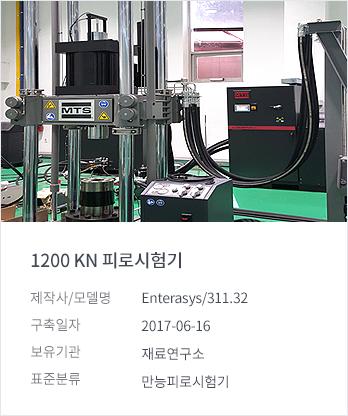 MTS
1200 KN 피로시험기
제작사/모델명 Enterasys/311.32
구축일자 2017-06-16
보유기관 재료연구소
표준분류 만능피로시험기